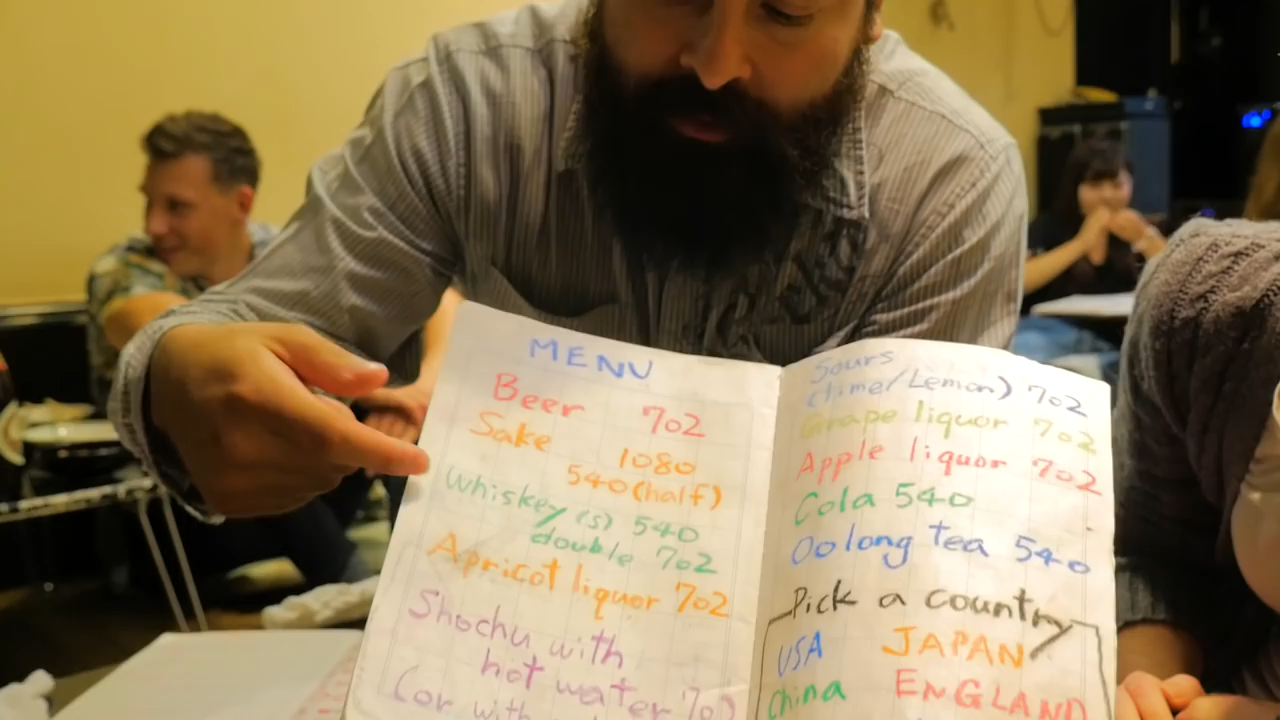 MENU
Beer 702
Sake 1080
540 (half)
Whiskey (s) 540
double 702
Apricot liquor 702
Shochu with
hot water 702
(or with
Sours
(lime/Lemon) 702
Grape liquor 702
Apple liquor 702
Cola 540
Oolong tea 540
Pick a country
USA JAPAN
China ENGLAND